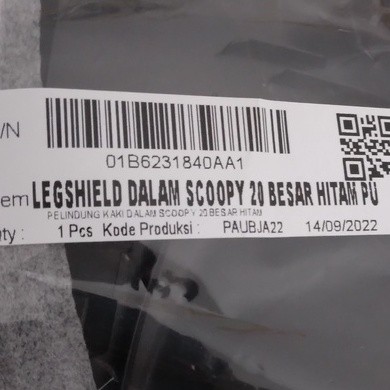 /N
01B6231840AA1
em LEGSHIELD DALAM SCOOPY 20 BESAR HITAM PU
PELINDUNG KAKI DALAM SCOOPY 20 BESAR HITAM
Qty : 1 Pcs Kode Produksi : PAUBJA22 14/09/2022